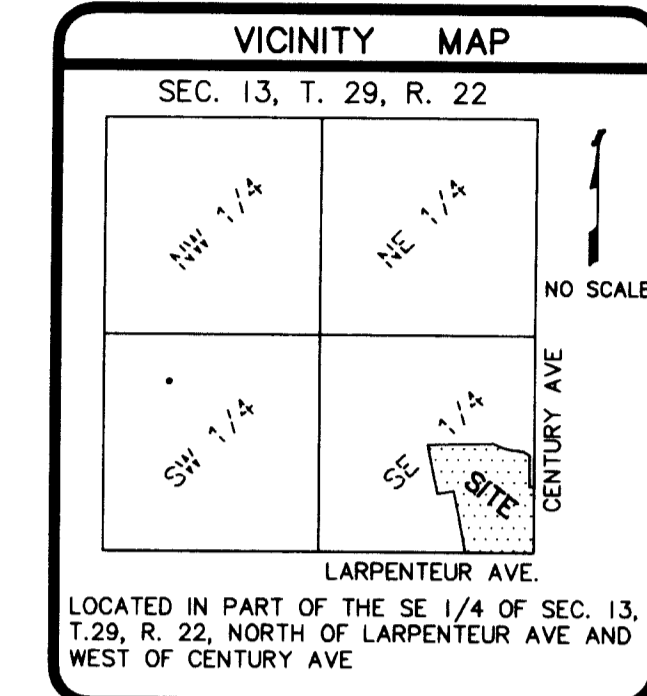 VICINITY MAP
SEC. 13, T. 29, R. 22
NW 1/4
NE 1/4
NO SCALE
SW 1/4
SE 1/4
SITE
CENTURY AVE
LARPENTEUR AVE.
LOCATED IN PART OF THE SE 1/4 OF SEC. 13,
T.29, R. 22, NORTH OF LARPENTEUR AVE AND
WEST OF CENTURY AVE